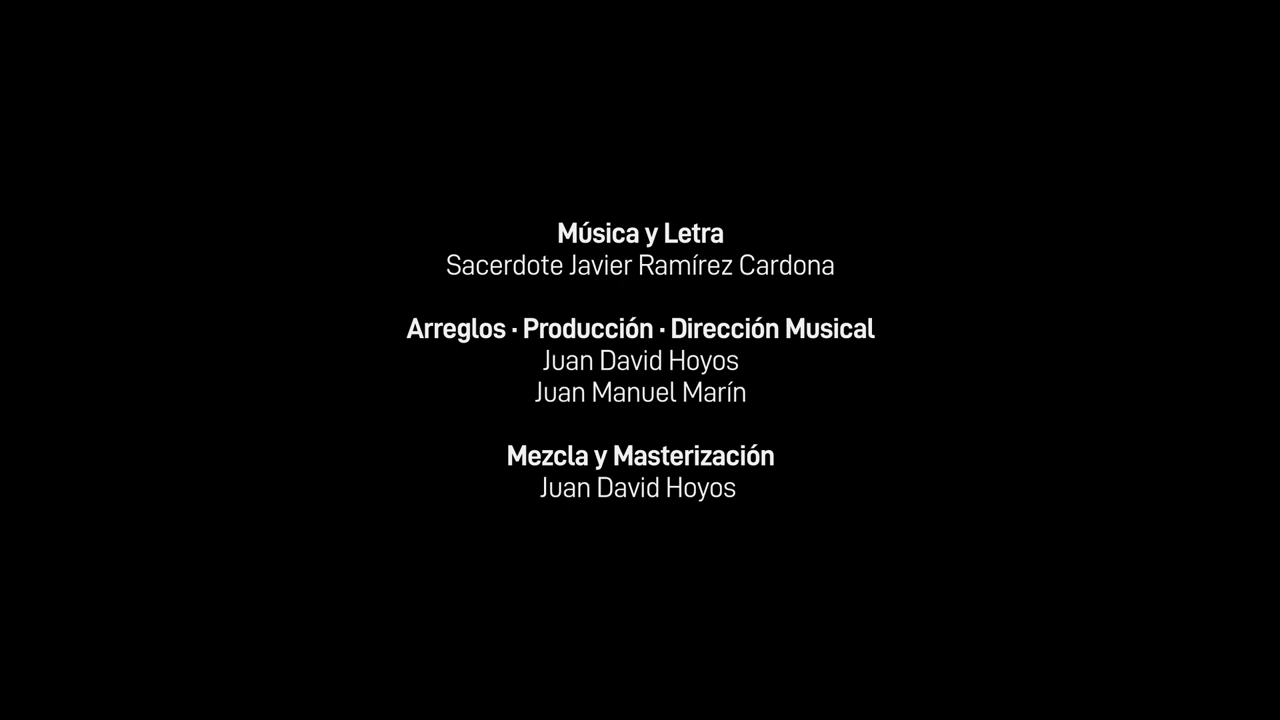 Música y Letra
Sacerdote Javier Ramírez Cardona
Arreglos · Producción · Dirección Musical
Juan David Hoyos
Juan Manuel Marín
Mezcla y Masterización
Juan David Hoyos